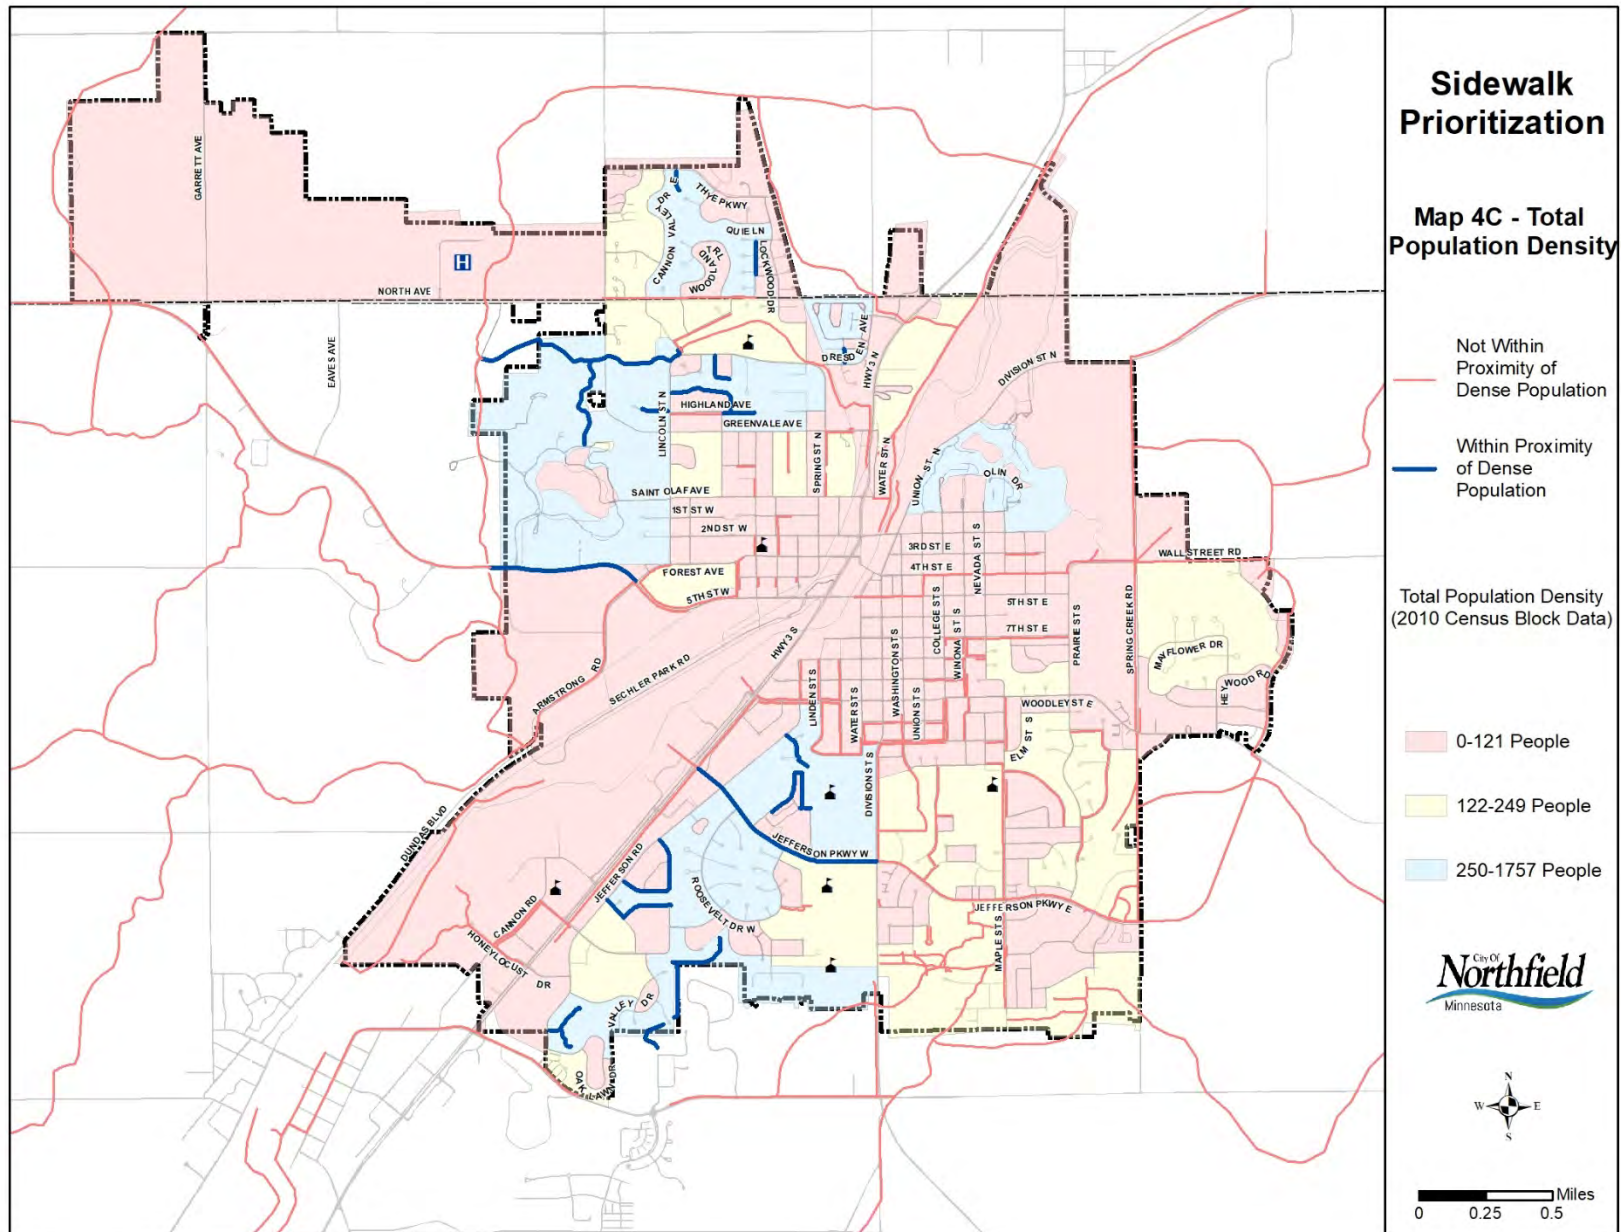 Sidewalk
Prioritization
Map 4C - Total
Population Density
Not Within
Proximity of
Dense Population
Within Proximity
of Dense
Population
Total Population Density
(2010 Census Block Data)
0-121 People
122-249 People
250-1757 People
City Of
Northfield
Minnesota
N
W
E
S
Miles
0
0.25
0.5
GARRETT AVE
H
NORTH AVE
EAVES AVE
CANNON VALLEY DR E
THYE PKWY
QUIE LN
WOODLAND TRL
LOCKWOOD DR
DRESDEN AVE
HWY 3 N
DIVISION ST N
LINCOLN ST N
HIGHLAND AVE
GREENVALE AVE
SPRING ST N
WATER ST N
UNION ST N
OLIN DR
SAINT OLAF AVE
1ST ST W
2ND ST W
3RD ST E
4TH ST E
NEVADA ST S
WALL STREET RD
FOREST AVE
5TH ST W
5TH ST E
7TH ST E
COLLEGE ST S
WINONA ST S
PRAIRIE ST S
SPRING CREEK RD
MAYFLOWER DR
HEYWOOD RD
HWY 3 S
SECHLER PARK RD
ARMSTRONG RD
LINDEN ST S
WATER ST S
WASHINGTON ST S
UNION ST S
WOODLEY ST E
ELM ST S
DIVISION ST S
DUNDAS BLVD
JEFFERSON RD
JEFFERSON PKWY W
ROOSEVELT DR W
JEFFERSON PKWY E
MAPLE ST S
CANNON RD
HONEYLOCUST DR
VALLEY DR
OAK LAWN DR